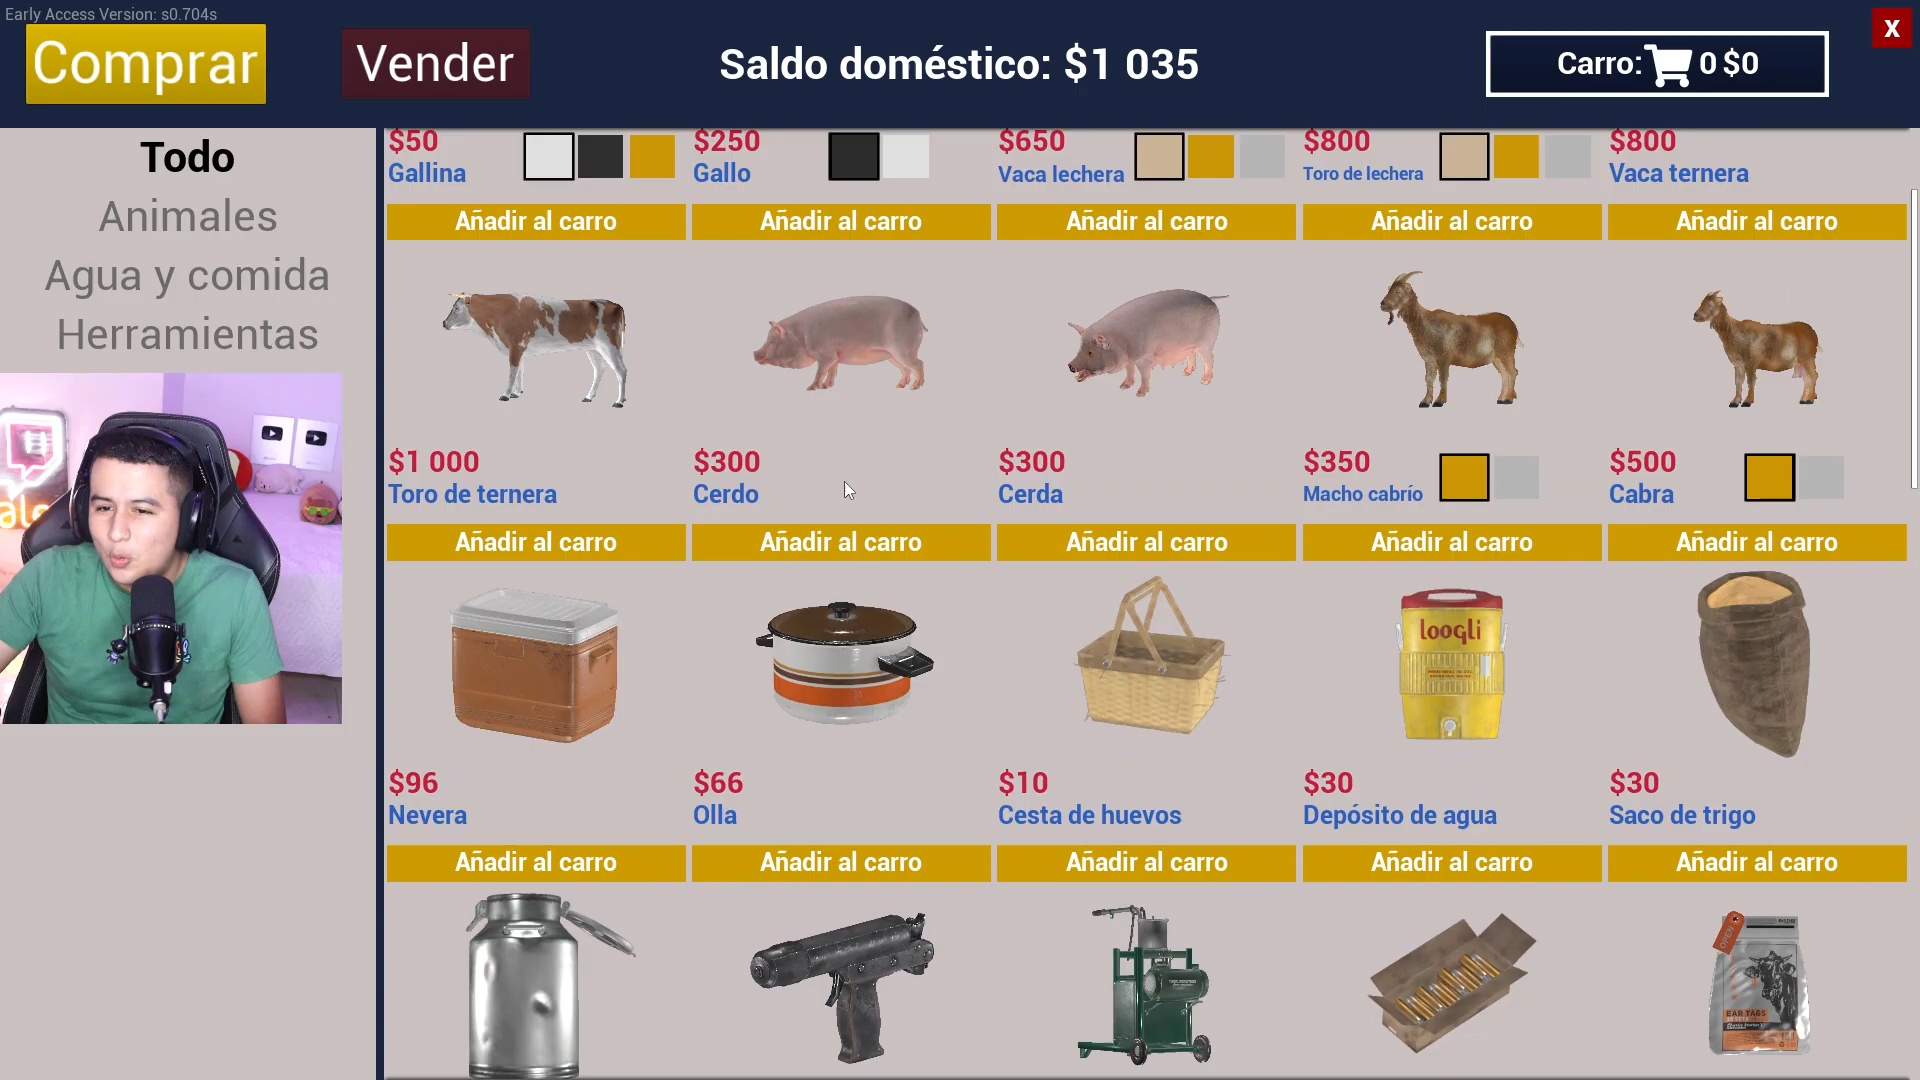 Early Access Version: s0.704s
Comprar
Vender
Saldo doméstico: $1 035
Carro: 0 $0
X
Todo
Animales
Agua y comida
Herramientas
$50
Gallina
$250
Gallo
$650
Vaca lechera
$800
Toro de lechera
$800
Vaca ternera
Añadir al carro
Añadir al carro
Añadir al carro
Añadir al carro
Añadir al carro
$1 000
Toro de ternera
$300
Cerdo
$300
Cerda
$350
Macho cabrío
$500
Cabra
Añadir al carro
Añadir al carro
Añadir al carro
Añadir al carro
Añadir al carro
loogli
$96
Nevera
$66
Olla
$10
Cesta de huevos
$30
Depósito de agua
$30
Saco de trigo
Añadir al carro
Añadir al carro
Añadir al carro
Añadir al carro
Añadir al carro
OPEN
EAR TAGS